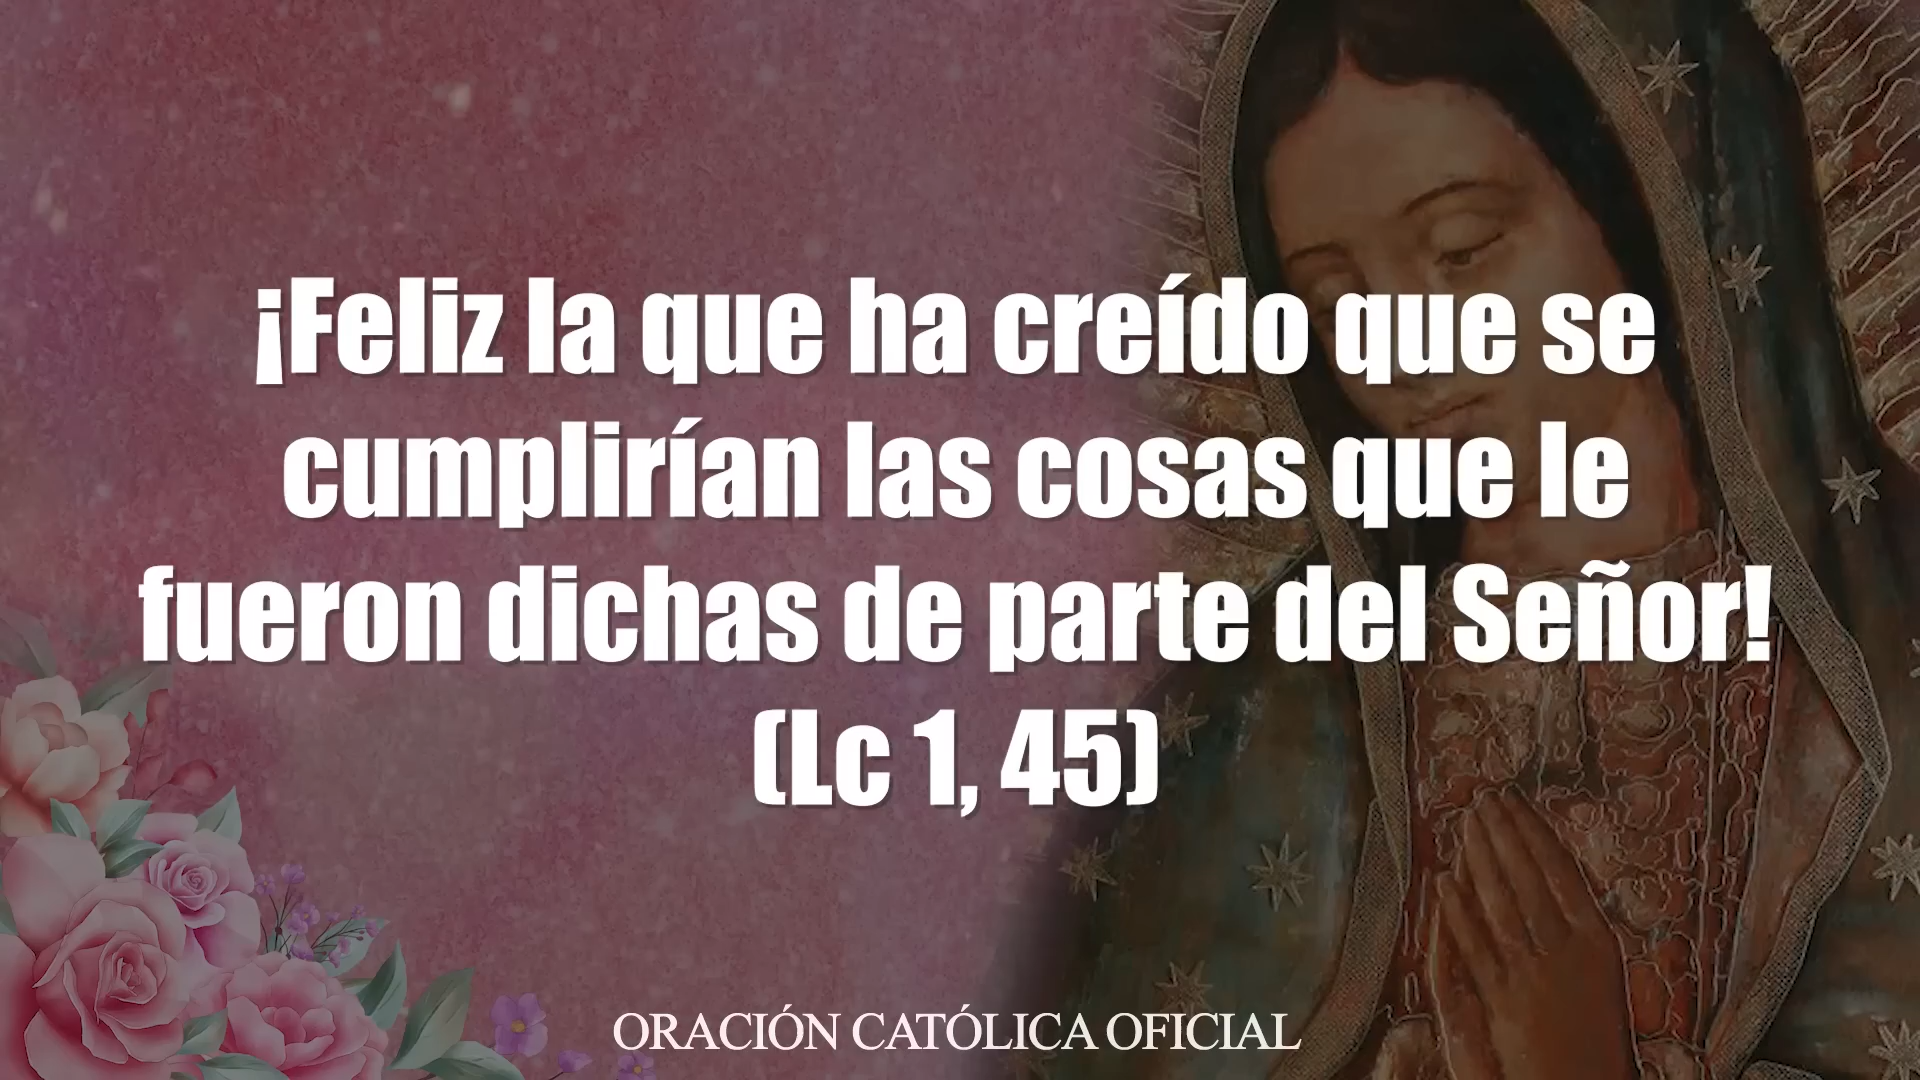 ¡Feliz la que ha creído que se
cumplirían las cosas que le
fueron dichas de parte del Señor!
(Lc 1, 45)
ORACIÓN CATÓLICA OFICIAL